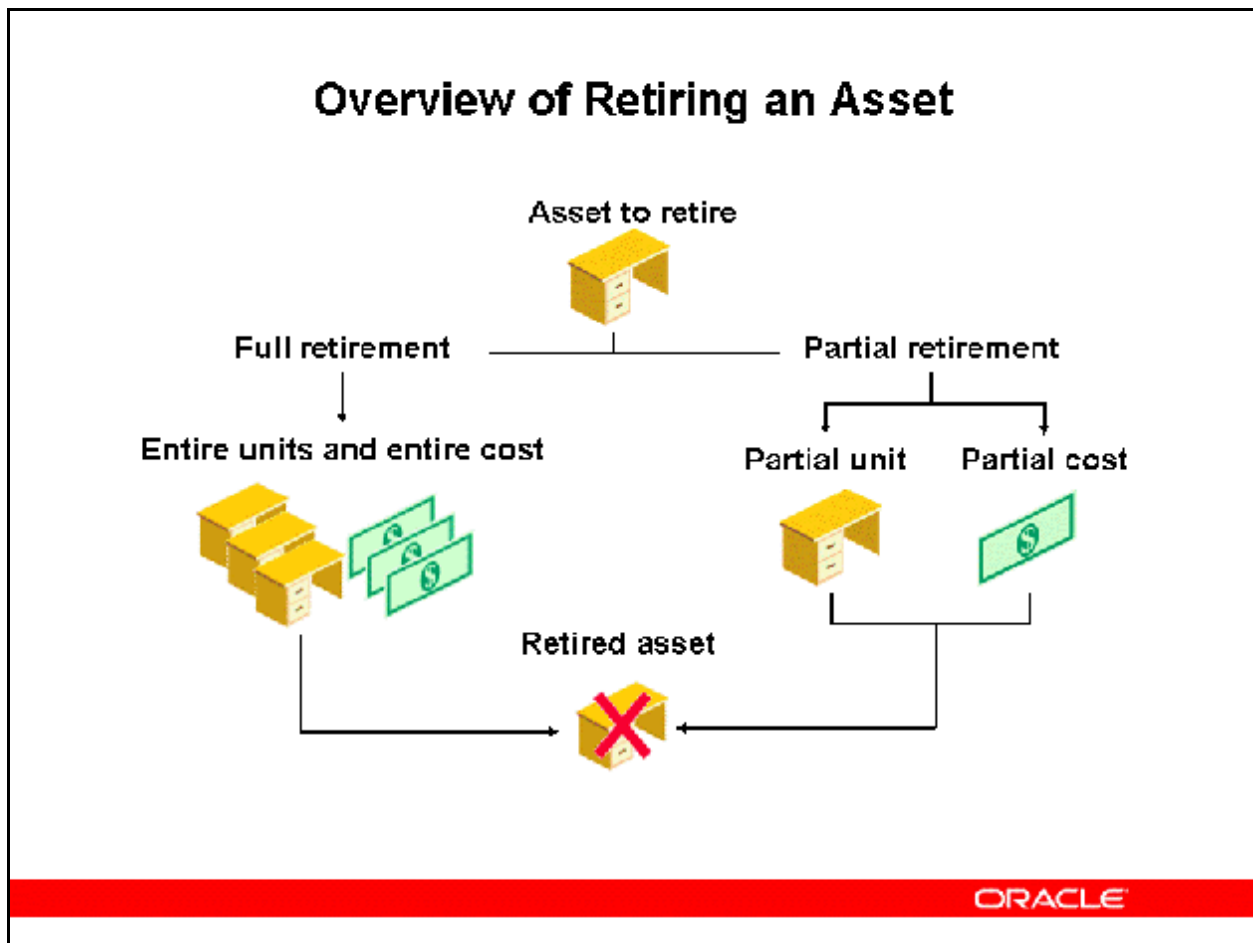 Overview of Retiring an Asset
Asset to retire
Full retirement
Partial retirement
Entire units and entire cost
Partial unit
Partial cost
$
$
$
$
Retired asset
ORACLE